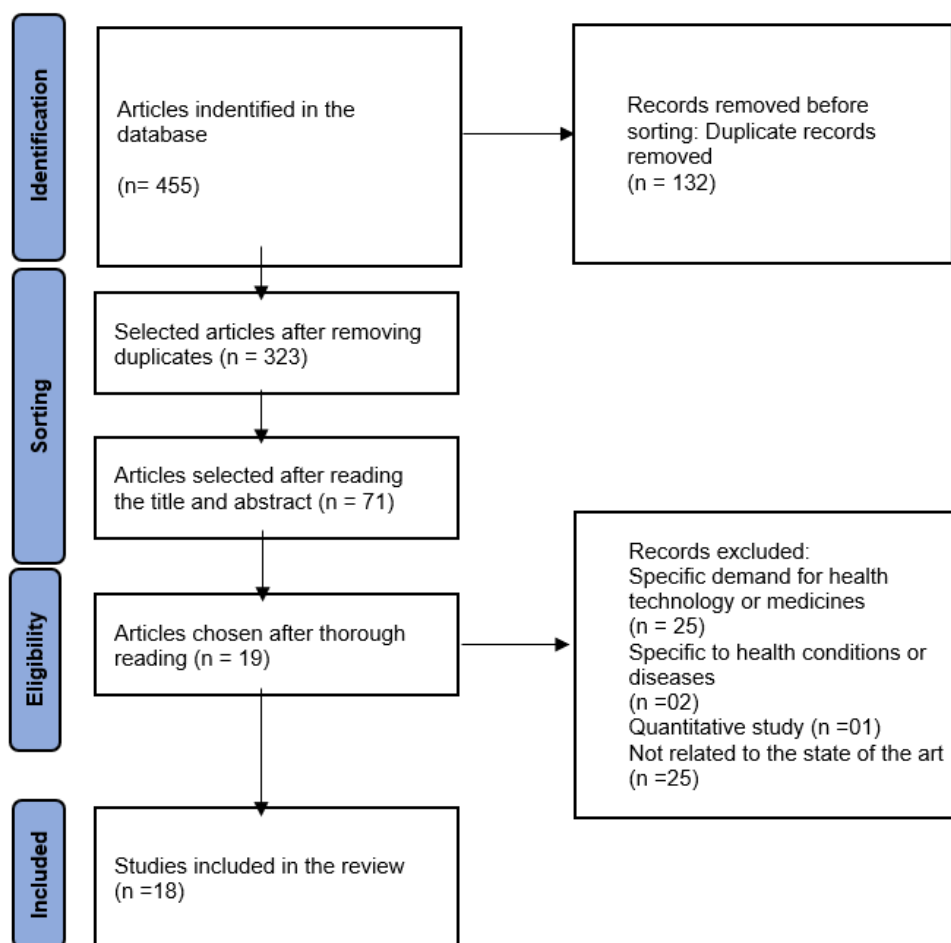 Identification
Articles indentified in the
database
(n= 455)
Records removed before
sorting: Duplicate records
removed
(n = 132)
Sorting
Selected articles after removing
duplicates (n = 323)
Articles selected after reading
the title and abstract (n = 71)
Eligibility
Articles chosen after thorough
reading (n = 19)
Records excluded:
Specific demand for health
technology or medicines
(n = 25)
Specific to health conditions or
diseases
(n =02)
Quantitative study (n =01)
Not related to the state of the art
(n =25)
Included
Studies included in the review
(n =18)